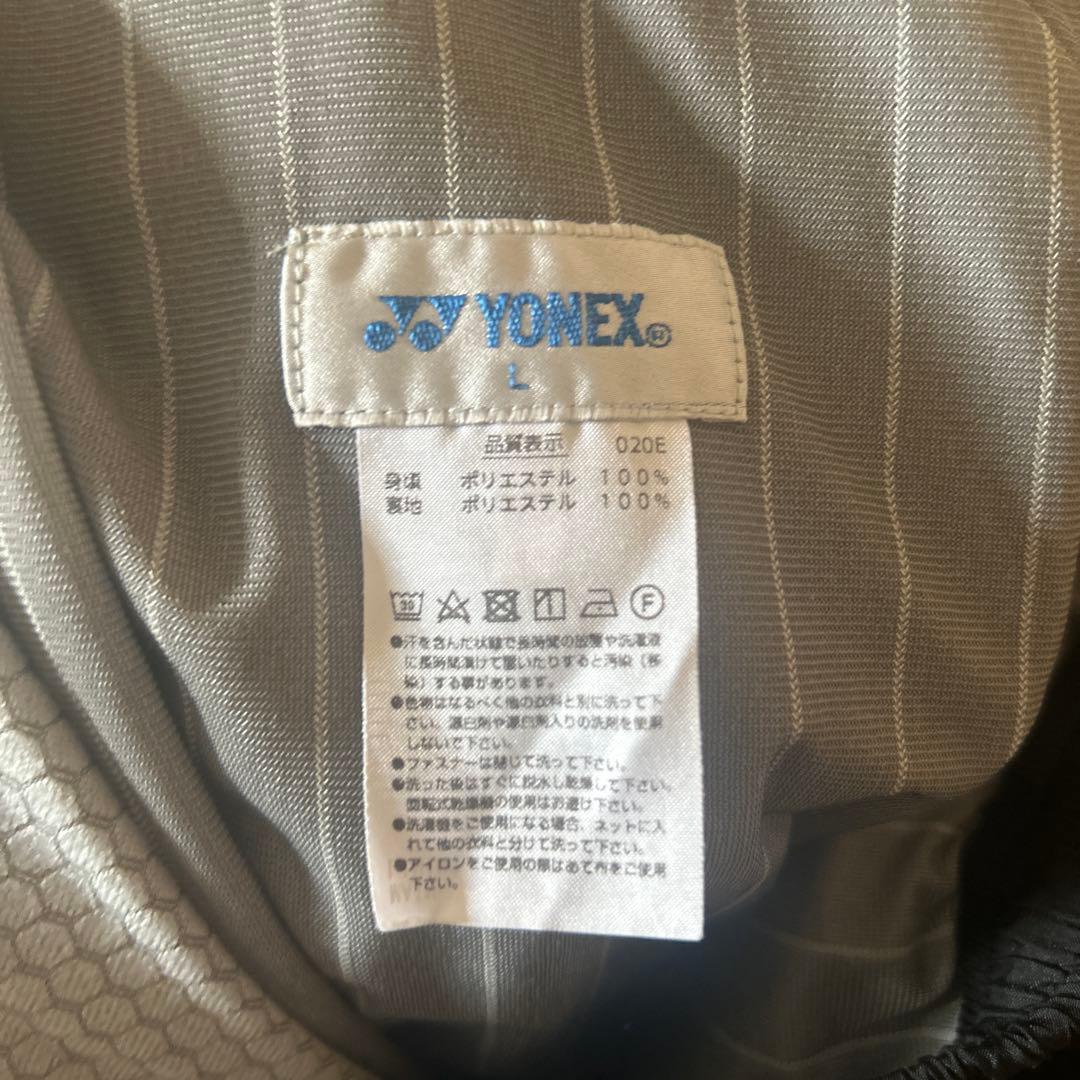 YONEX®
L
品質表示 020E
身頃 ポリエステル 100%
裏地 ポリエステル 100%
30 F
●汗を含んだ状態で長時間の放置や洗濯液
に長時間漬けて置いたりすると汚染(移
染)する事があります。
●色物はなるべく他の衣料と別に洗って下
さい。漂白剤や漂白剤入りの洗剤を使用
しないで下さい。
●ファスナーは閉じて洗って下さい。
●洗った後はすぐに脱水し乾燥して下さい。
回転式乾燥機の使用はお避け下さい。
●洗濯機をご使用になる場合、ネットに入
れて他の衣料と分けて洗って下さい。
●アイロンをご使用の際はあて布をご使用
下さい。